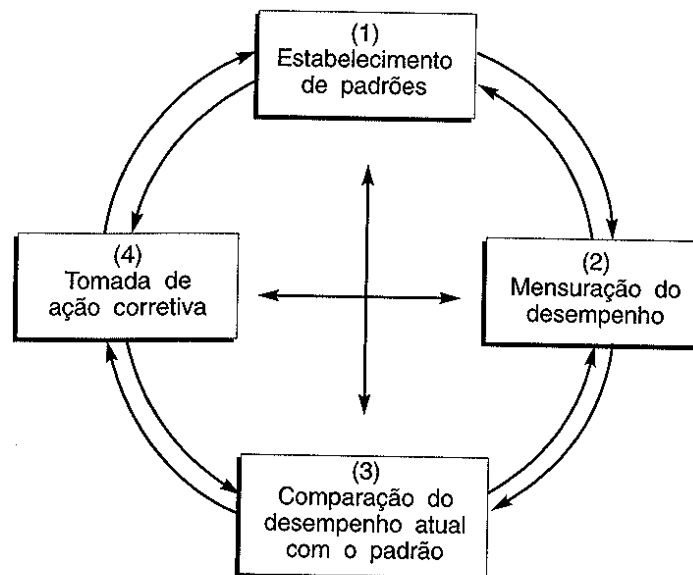 (1)
Estabelecimento
de padrões
(4)
Tomada de
ação corretiva
(2)
Mensuração do
desempenho
(3)
Comparação do
desempenho atual
com o padrão